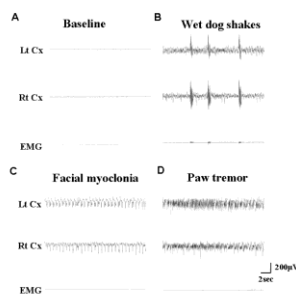 A Baseline B Wet dog shakes
Lt Cx
Rt Cx
EMG
C Facial myoclonia D Paw tremor
Lt Cx
Rt Cx
200μV
2sec
EMG